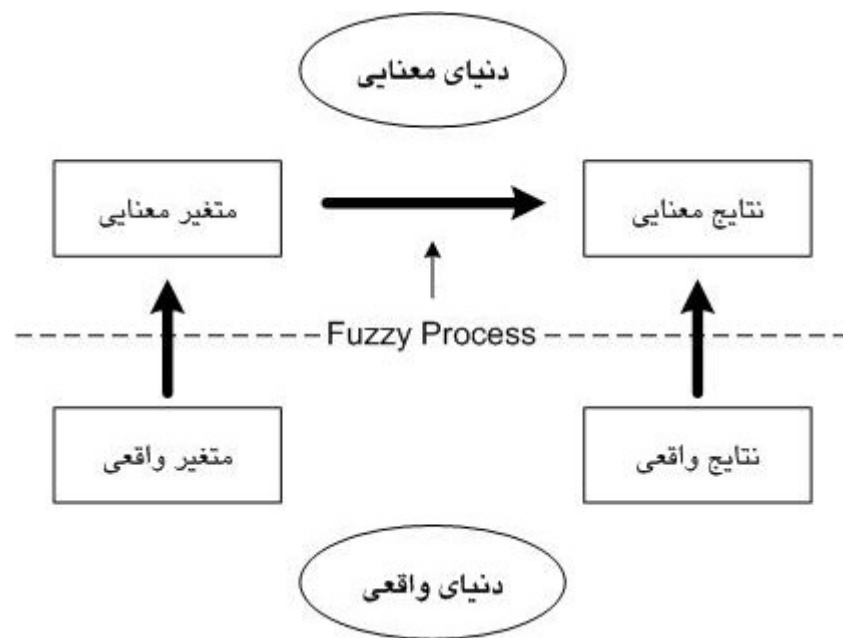 دنیای معنایی
متغیر معنایی
نتایج معنایی
Fuzzy Process
متغیر واقعی
نتایج واقعی
دنیای واقعی